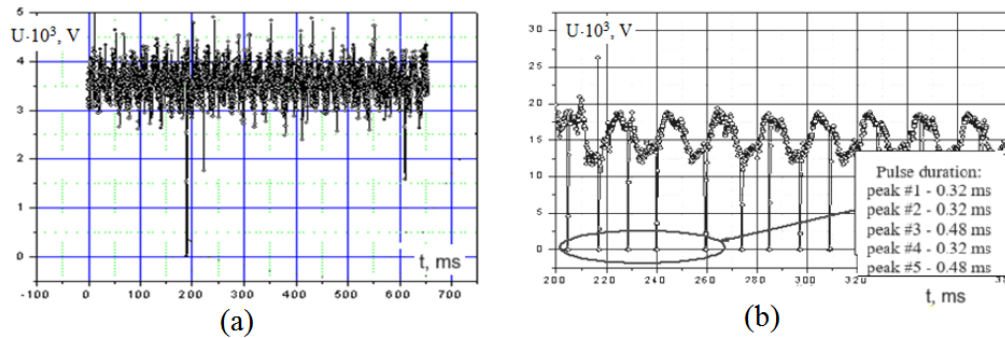 U·10³, V
5
4
3
2
1
0
t, ms
-100 0 100 200 300 400 500 600 700
(a)
U·10³, V
30
25
20
15
10
5
0
Pulse duration:
peak #1 - 0.32 ms
peak #2 - 0.32 ms
peak #3 - 0.48 ms
peak #4 - 0.32 ms
peak #5 - 0.48 ms
200 220 240 260 280 300 320 340 360
t, ms
(b)